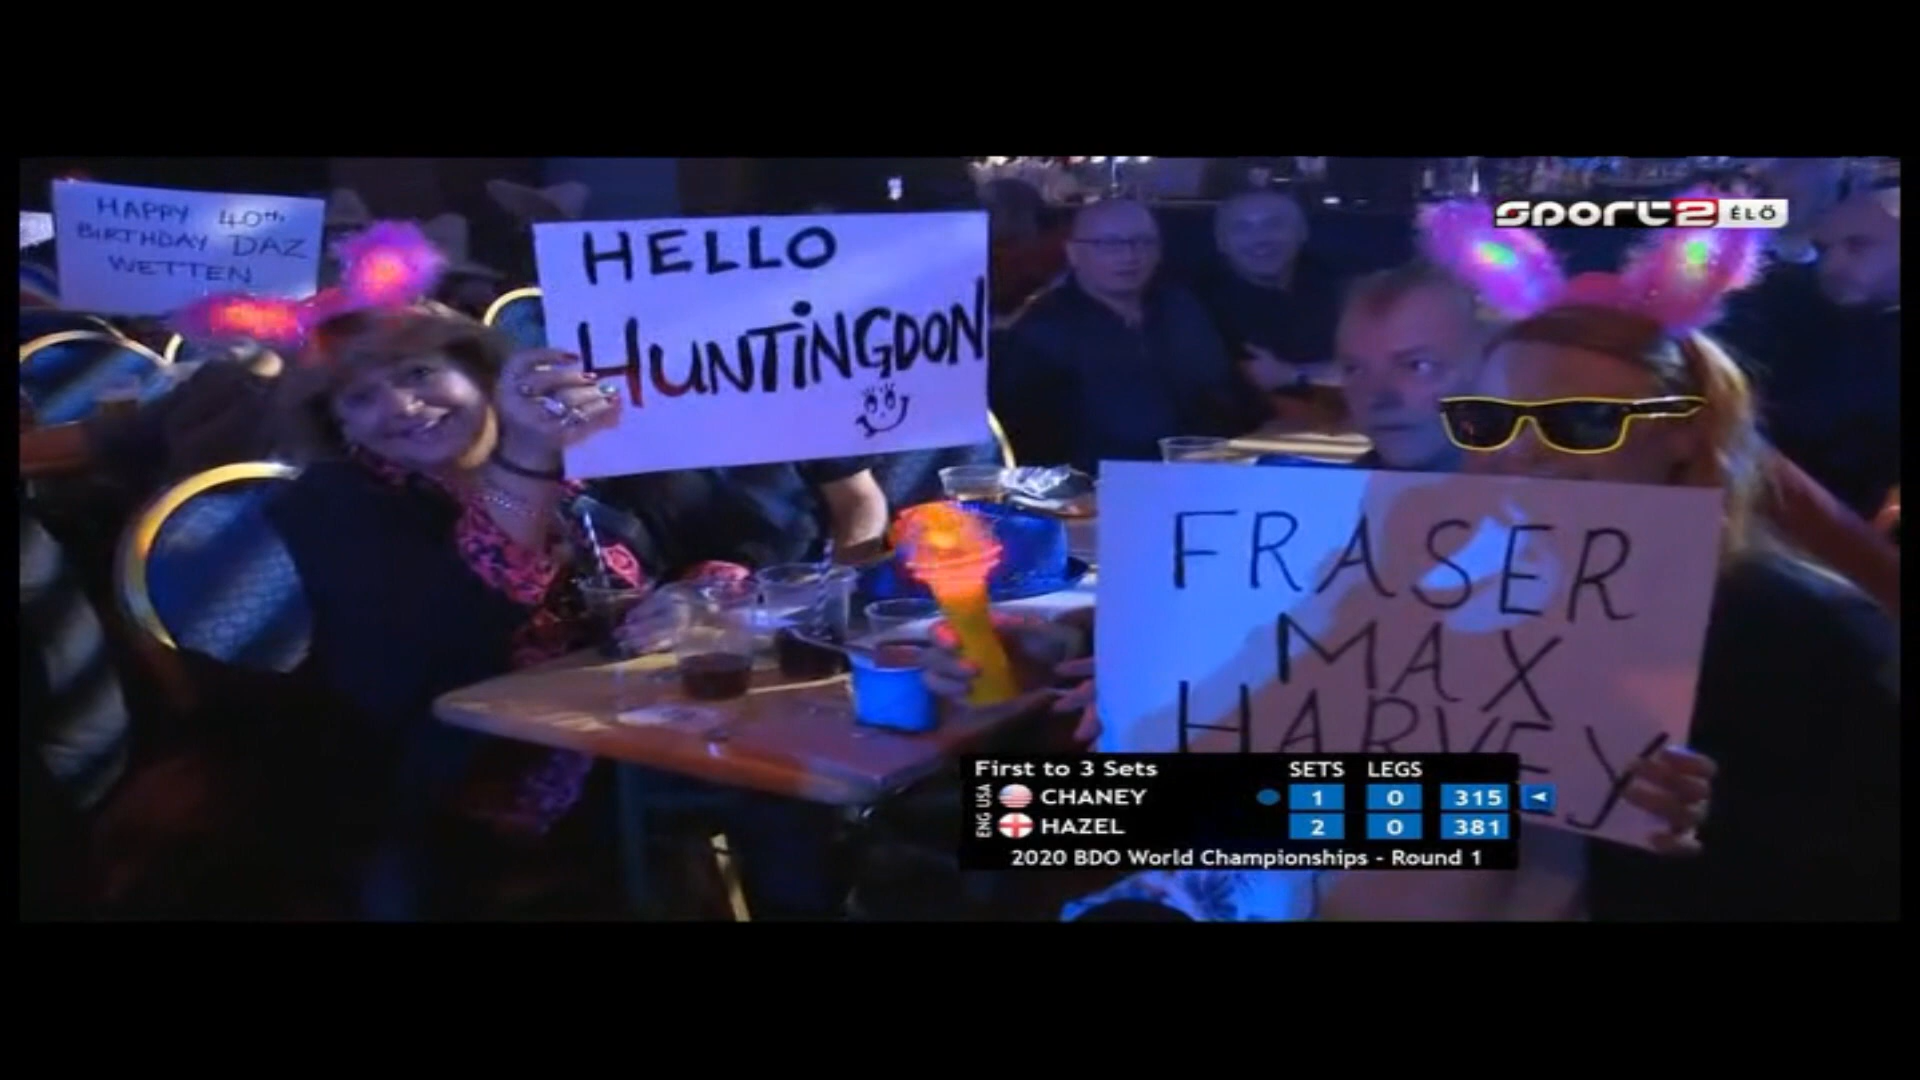 HAPPY 40th
BIRTHDAY DAZ
WETTEN
HELLO
HUNTiNGDON
SPORT2 ÉLŐ
FRASER
MAX
HARVEY
First to 3 Sets SETS LEGS
USA CHANEY 1 0 315
ENG HAZEL 2 0 381
2020 BDO World Championships - Round 1